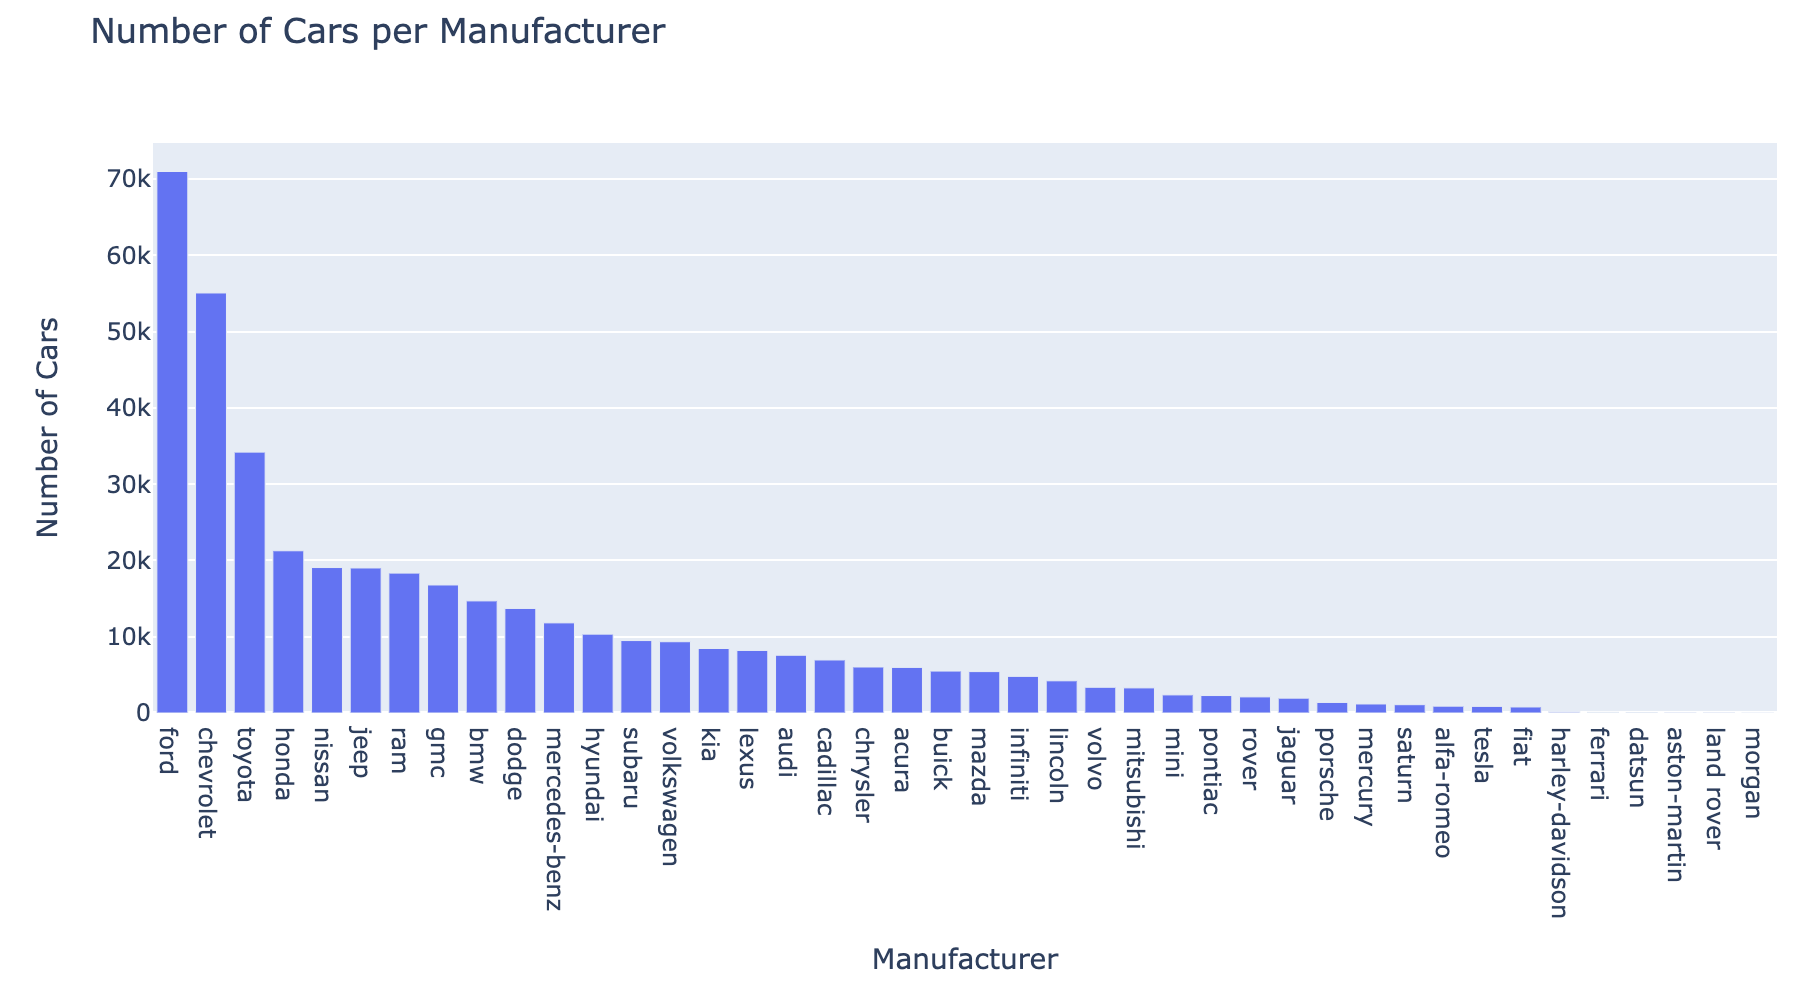 Number of Cars per Manufacturer
Number of Cars
70k
60k
50k
40k
30k
20k
10k
0
ford
chevrolet
toyota
honda
nissan
jeep
ram
gmc
bmw
dodge
mercedes-benz
hyundai
subaru
volkswagen
kia
lexus
audi
cadillac
chrysler
acura
buick
mazda
infiniti
lincoln
volvo
mitsubishi
mini
pontiac
rover
jaguar
porsche
mercury
saturn
alfa-romeo
tesla
fiat
harley-davidson
ferrari
datsun
aston-martin
land rover
morgan
Manufacturer